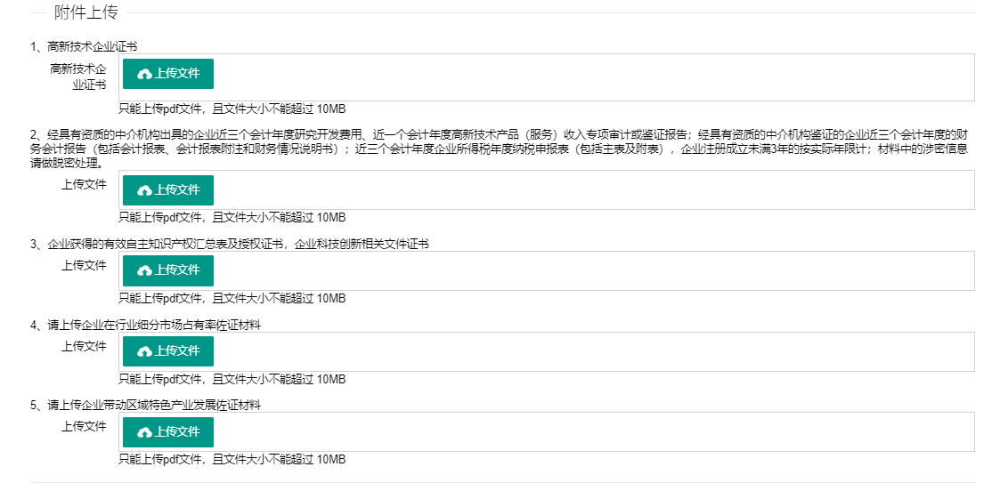 附件上传
1、高新技术企业证书
高新技术企
业证书
上传文件
只能上传pdf文件，且文件大小不能超过 10MB
2、经具有资质的中介机构出具的企业近三个会计年度研究开发费用、近一个会计年度高新技术产品（服务）收入专项审计或鉴证报告；经具有资质的中介机构鉴证的企业近三个会计年度的财
务会计报告（包括会计报表、会计报表附注和财务情况说明书）；近三个会计年度企业所得税年度纳税申报表（包括主表及附表），企业注册成立未满3年的按实际年限计；材料中的涉密信息
请做脱密处理。
上传文件
上传文件
只能上传pdf文件，且文件大小不能超过 10MB
3、企业获得的有效自主知识产权汇总表及授权证书，企业科技创新相关文件证书
上传文件
上传文件
只能上传pdf文件，且文件大小不能超过 10MB
4、请上传企业在行业细分市场占有率佐证材料
上传文件
上传文件
只能上传pdf文件，且文件大小不能超过 10MB
5、请上传企业带动区域特色产业发展佐证材料
上传文件
上传文件
只能上传pdf文件，且文件大小不能超过 10MB